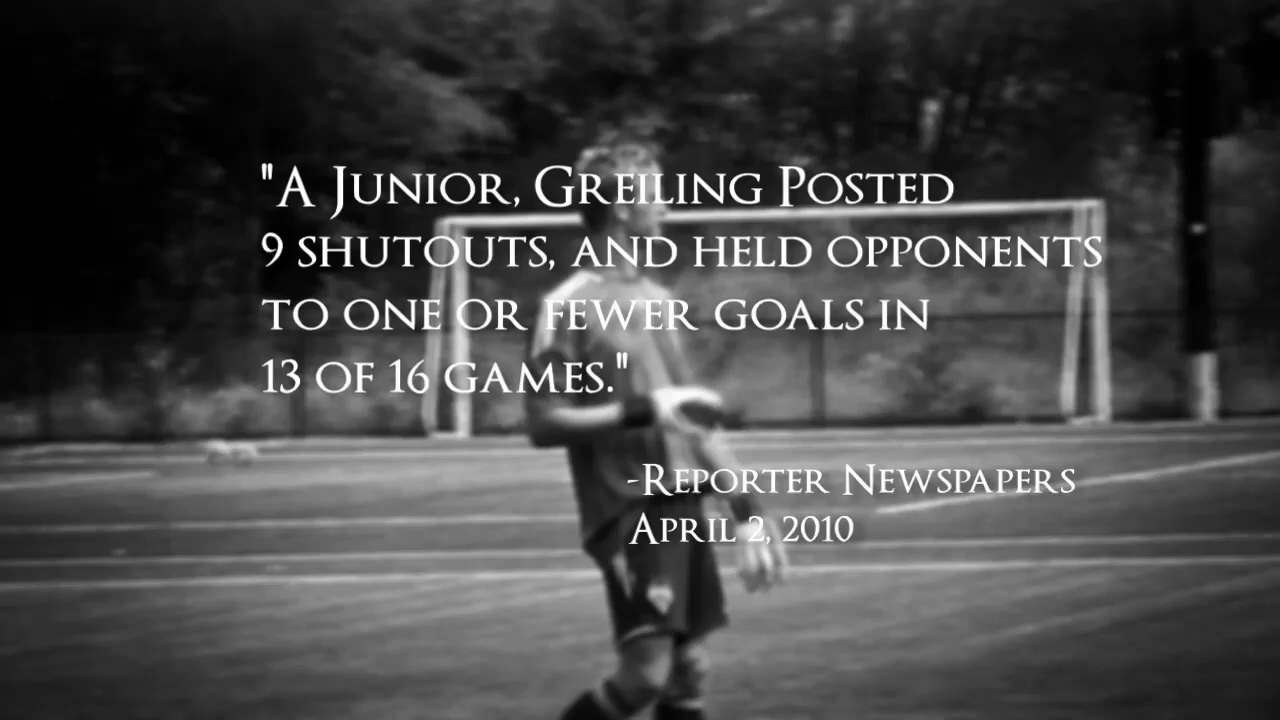 "A Junior, Greiling Posted
9 shutouts, and held opponents
to one or fewer goals in
13 of 16 games."
-Reporter Newspapers
April 2, 2010